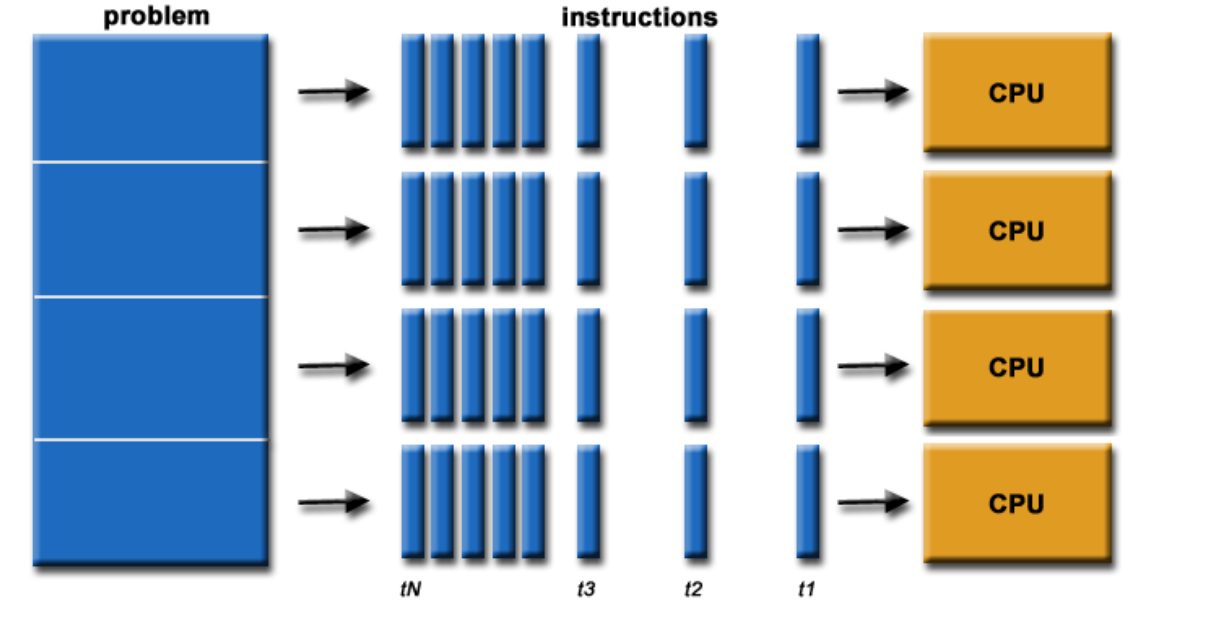 problem
instructions
CPU
CPU
CPU
CPU
tN t3 t2 t1